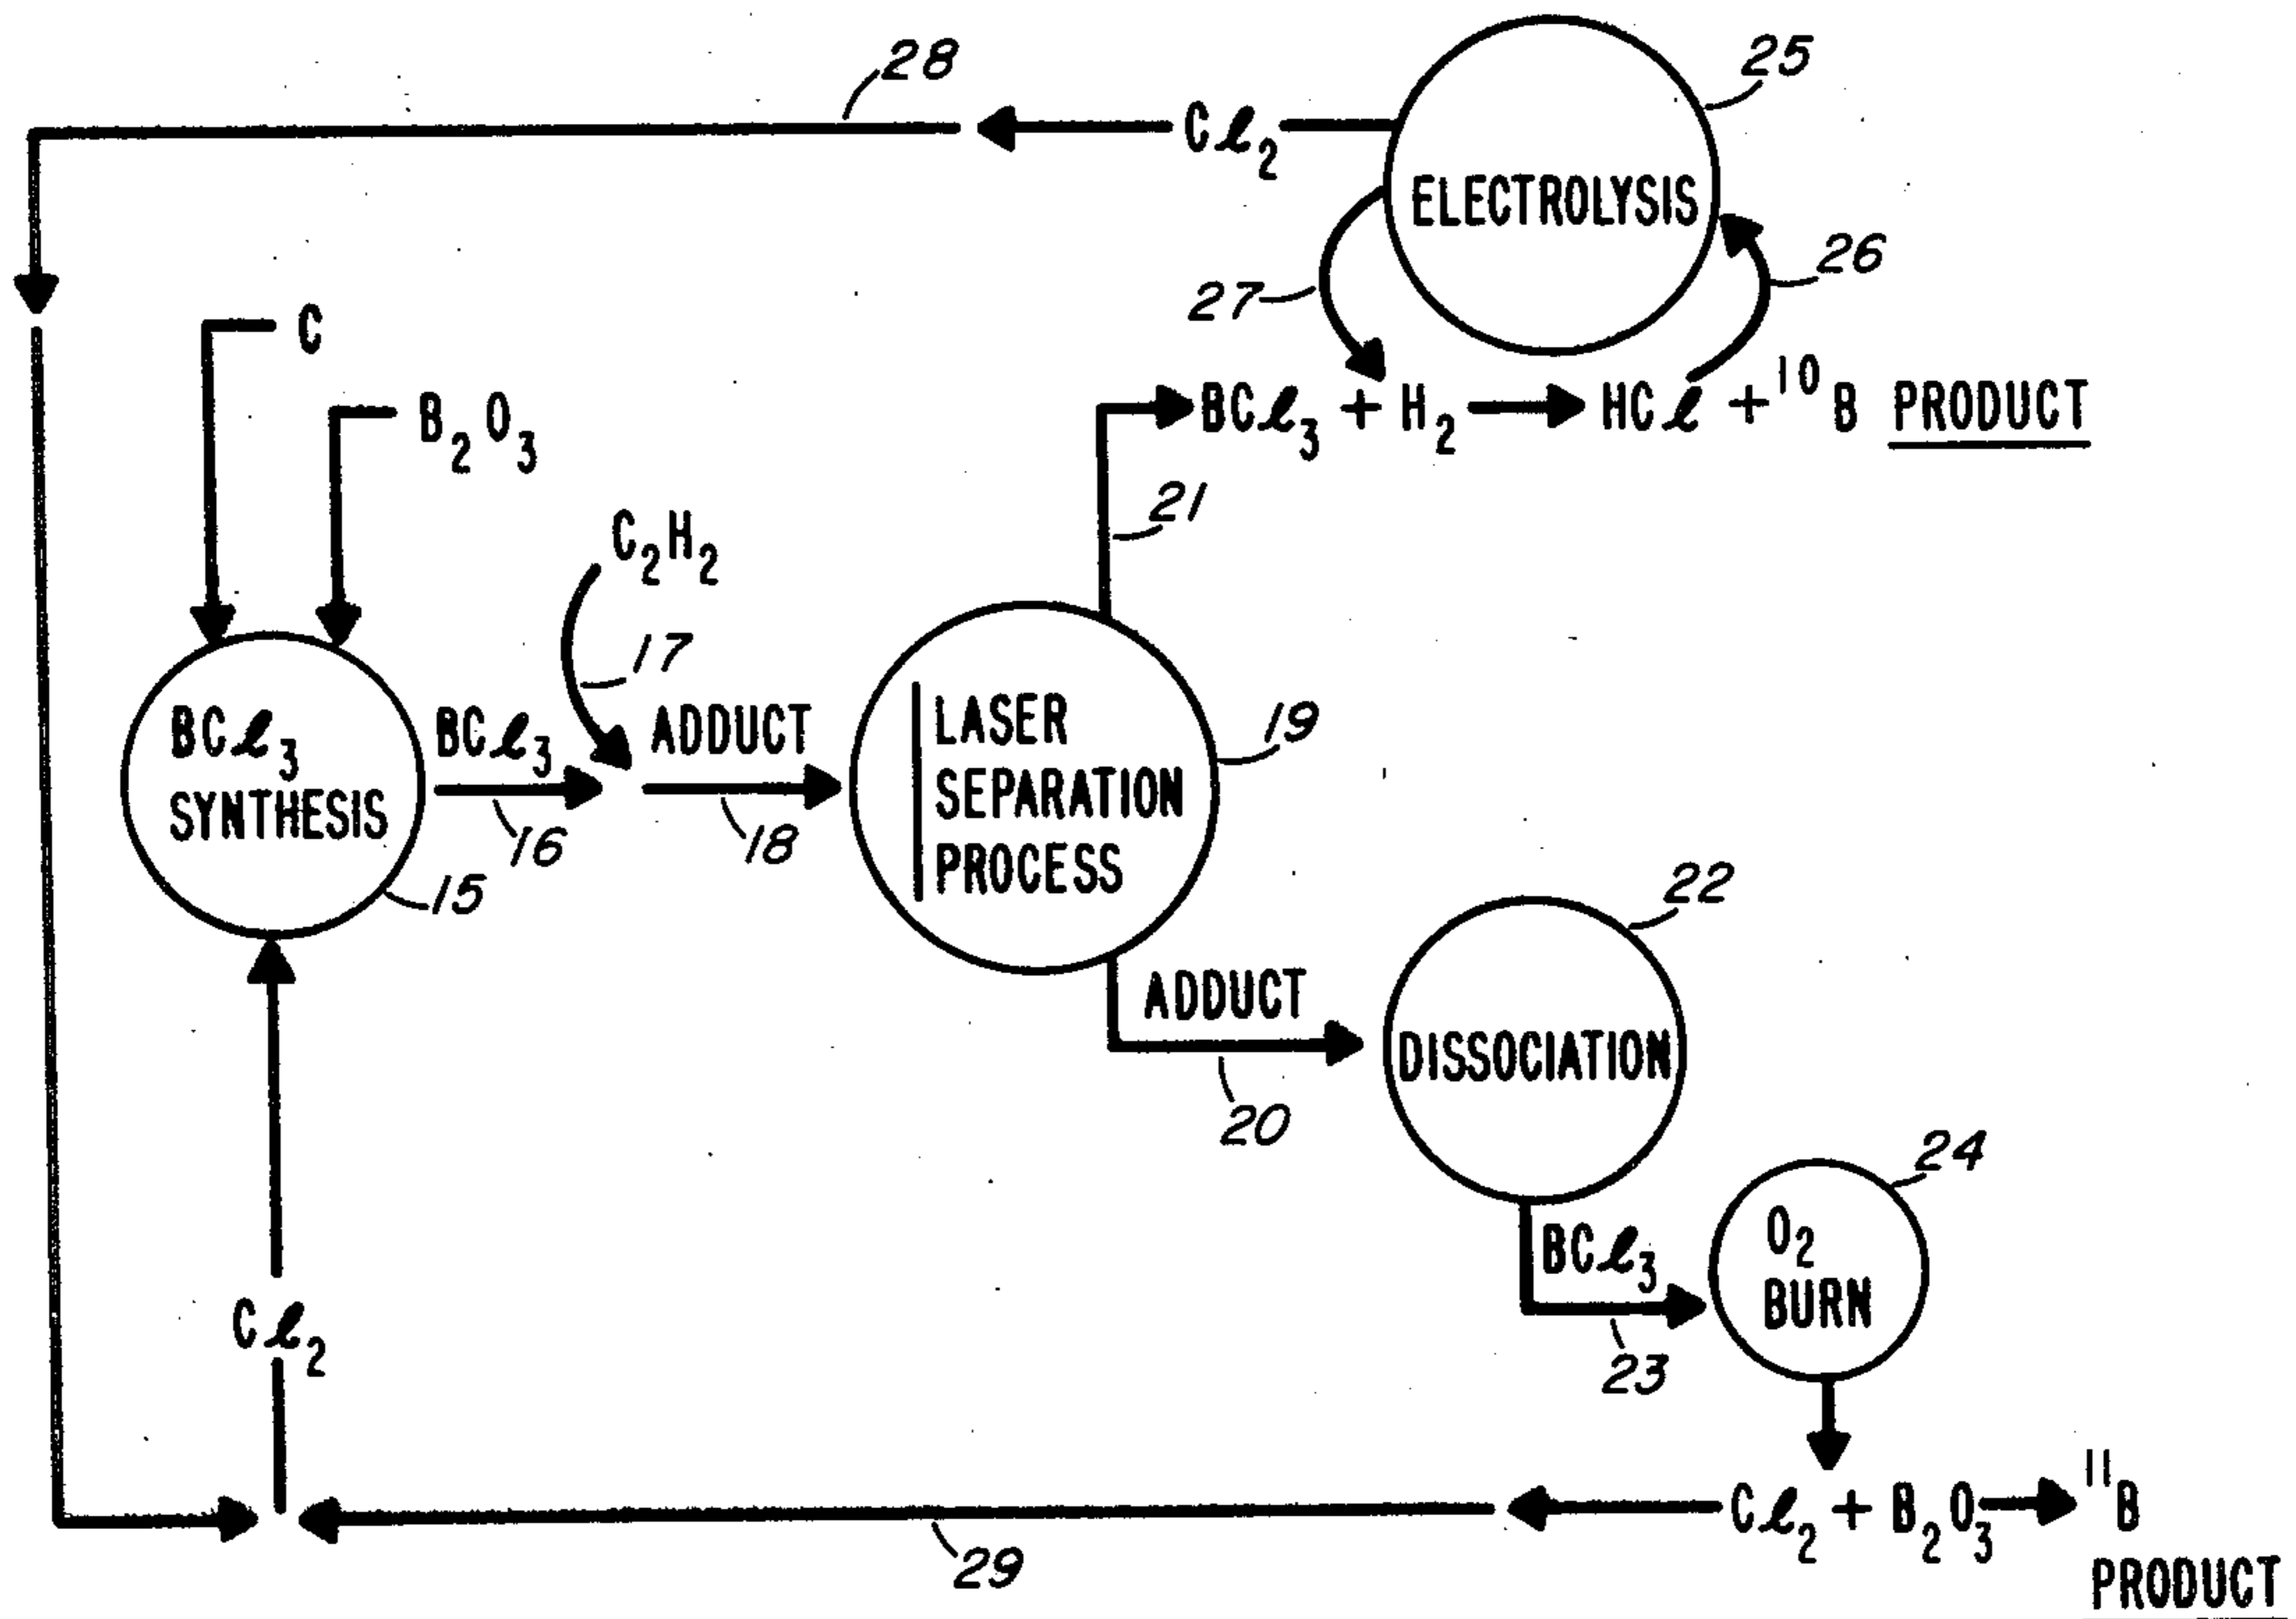 28
25
Cl₂
ELECTROLYSIS
26
27
C
B₂O₃
BCl₃ + H₂ → HCl + ¹⁰B PRODUCT
21
C₂H₂
17
BCl₃
SYNTHESIS
15
BCl₃
16
ADDUCT
18
LASER
SEPARATION
PROCESS
19
ADDUCT
20
22
DISSOCIATION
24
BCl₃
23
O₂
BURN
Cl₂
Cl₂ + B₂O₃ → ¹¹B
PRODUCT
29